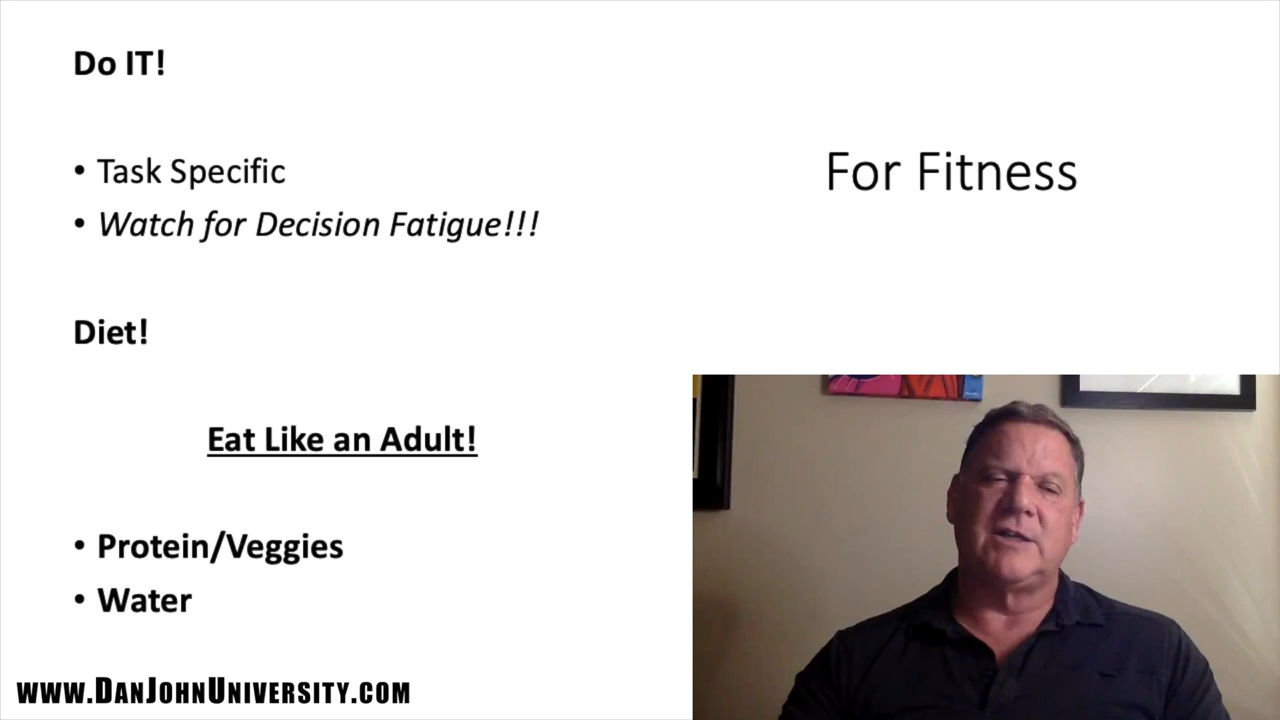 Do IT!
• Task Specific
• Watch for Decision Fatigue!!!
Diet!
Eat Like an Adult!
• Protein/Veggies
• Water
For Fitness
www.DanJohnUniversity.com